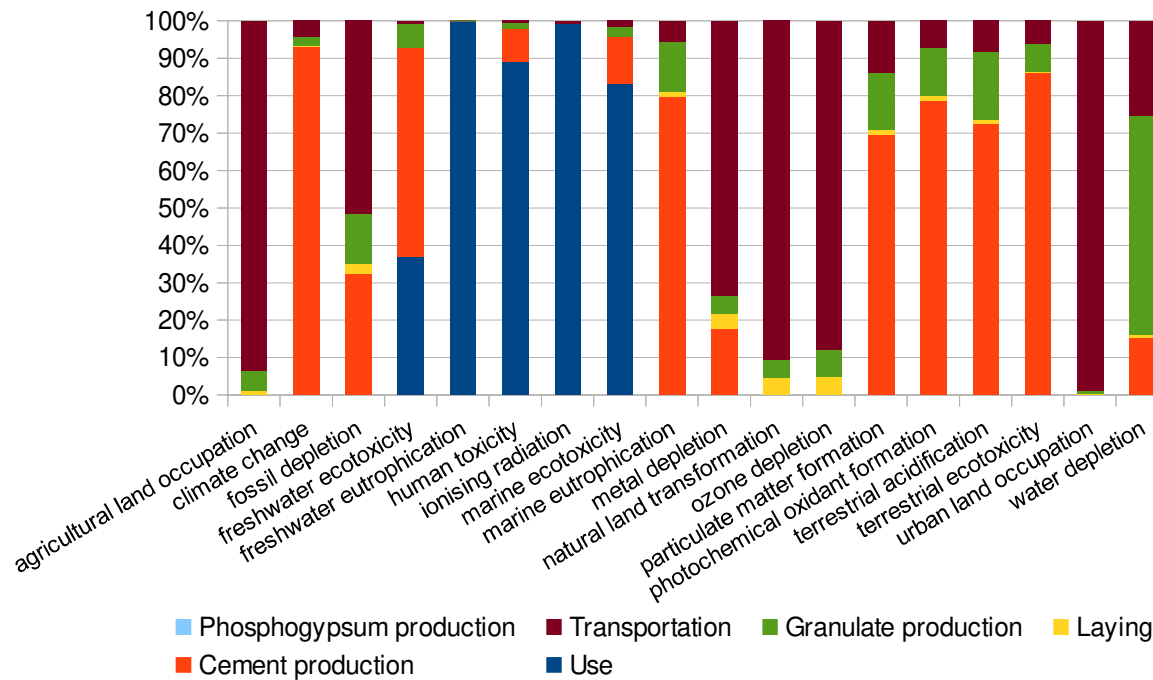 100%
90%
80%
70%
60%
50%
40%
30%
20%
10%
0%
agricultural land occupation
climate change
fossil depletion
freshwater ecotoxicity
freshwater eutrophication
human toxicity
ionising radiation
marine ecotoxicity
marine eutrophication
metal depletion
natural land transformation
ozone depletion
particulate matter formation
photochemical oxidant formation
terrestrial acidification
terrestrial ecotoxicity
urban land occupation
water depletion
Phosphogypsum production Transportation Granulate production Laying
Cement production Use